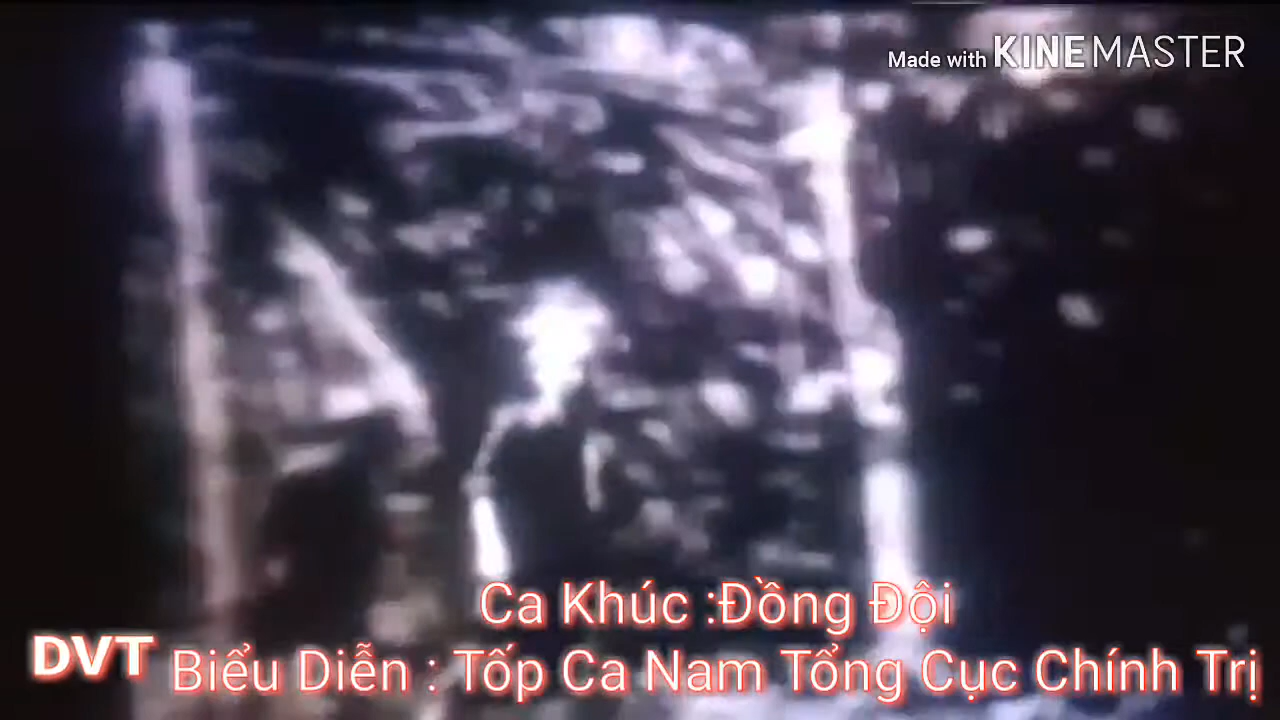 Made with KINEMASTER
Ca Khúc :Đồng Đội
DVT
Biểu Diễn : Tốp Ca Nam Tổng Cục Chính Trị